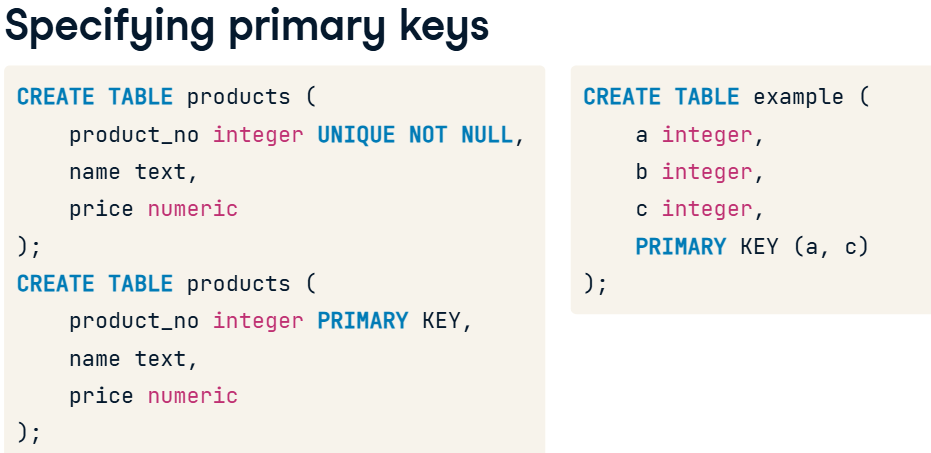 Specifying primary keys
CREATE TABLE products (
    product_no integer UNIQUE NOT NULL,
    name text,
    price numeric
);
CREATE TABLE products (
    product_no integer PRIMARY KEY,
    name text,
    price numeric
);
CREATE TABLE example (
    a integer,
    b integer,
    c integer,
    PRIMARY KEY (a, c)
);